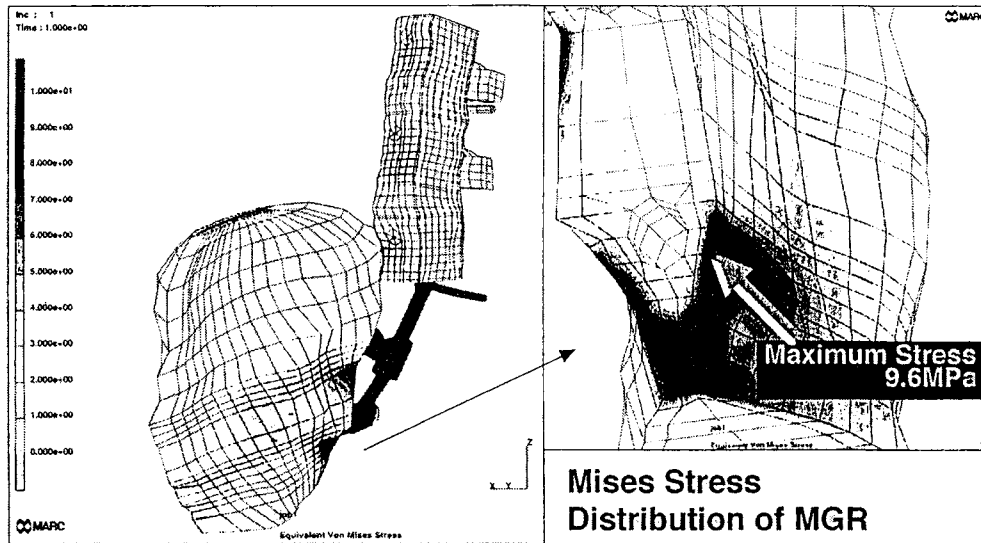 Inc : 1
Time : 1.000e+00
1.000e+01
9.000e+00
8.000e+00
7.000e+00
6.000e+00
5.000e+00
4.000e+00
3.000e+00
2.000e+00
1.000e+00
0.000e+00
MARC
job1
Equivalent Von Mises Stress
Z
X Y
MARC
Maximum Stress
9.6MPa
job1
Equivalent Von Mises Stress
Mises Stress
Distribution of MGR